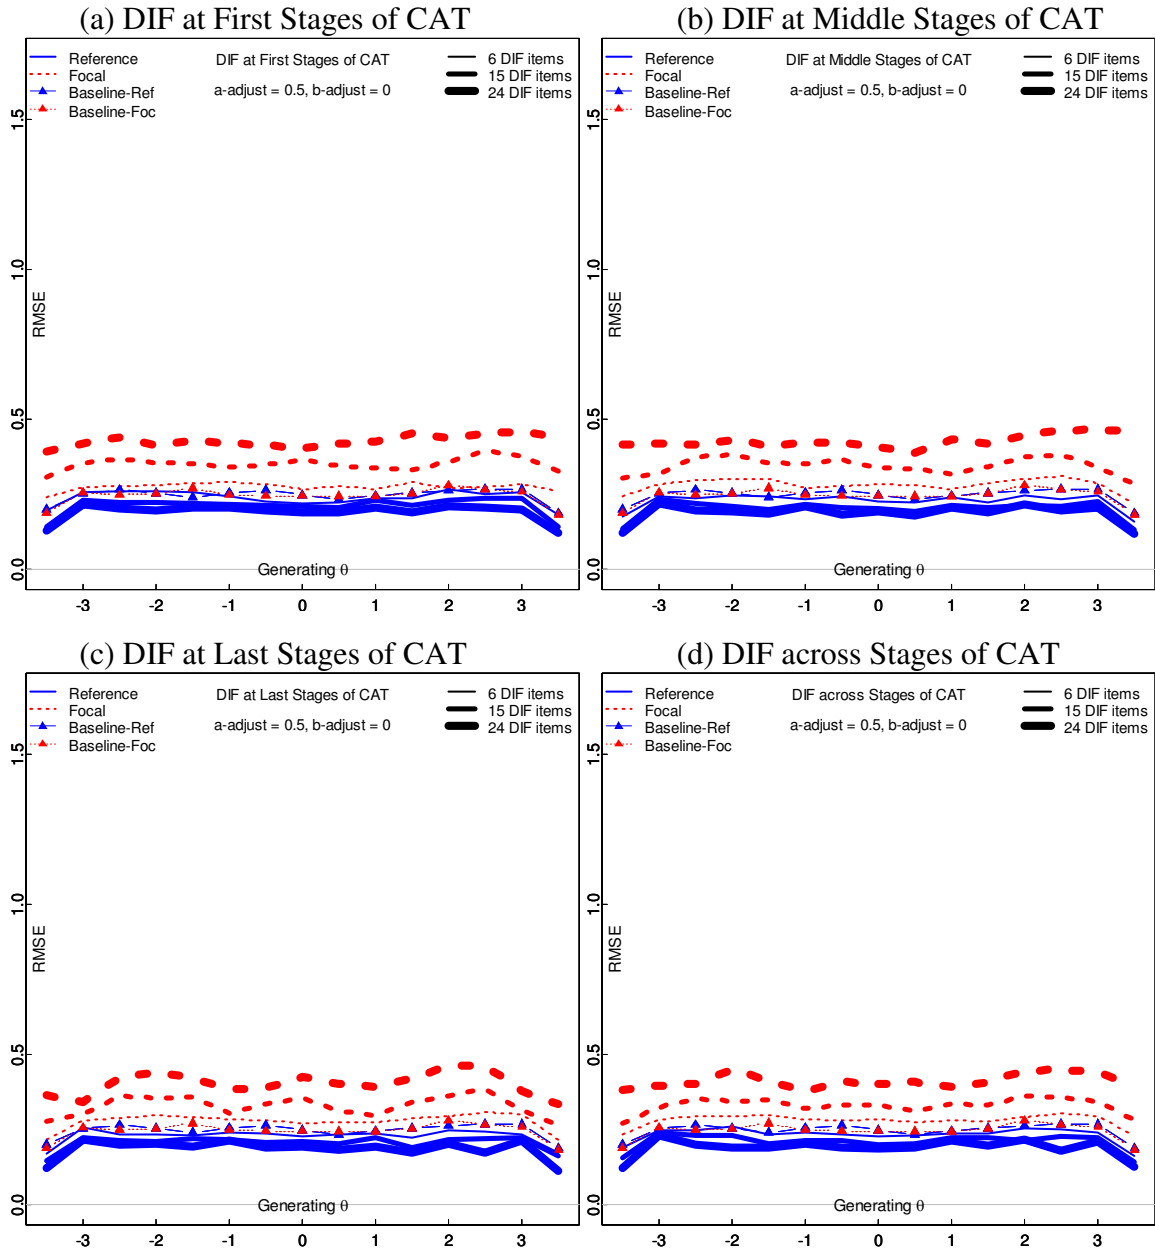 (a) DIF at First Stages of CAT
Reference
Focal
Baseline-Ref
Baseline-Foc
DIF at First Stages of CAT
a-adjust = 0.5, b-adjust = 0
6 DIF items
15 DIF items
24 DIF items
RMSE
0.0 0.5 1.0 1.5
Generating θ
-3 -2 -1 0 1 2 3
(b) DIF at Middle Stages of CAT
Reference
Focal
Baseline-Ref
Baseline-Foc
DIF at Middle Stages of CAT
a-adjust = 0.5, b-adjust = 0
6 DIF items
15 DIF items
24 DIF items
RMSE
0.0 0.5 1.0 1.5
Generating θ
-3 -2 -1 0 1 2 3
(c) DIF at Last Stages of CAT
Reference
Focal
Baseline-Ref
Baseline-Foc
DIF at Last Stages of CAT
a-adjust = 0.5, b-adjust = 0
6 DIF items
15 DIF items
24 DIF items
RMSE
0.0 0.5 1.0 1.5
Generating θ
-3 -2 -1 0 1 2 3
(d) DIF across Stages of CAT
Reference
Focal
Baseline-Ref
Baseline-Foc
DIF across Stages of CAT
a-adjust = 0.5, b-adjust = 0
6 DIF items
15 DIF items
24 DIF items
RMSE
0.0 0.5 1.0 1.5
Generating θ
-3 -2 -1 0 1 2 3